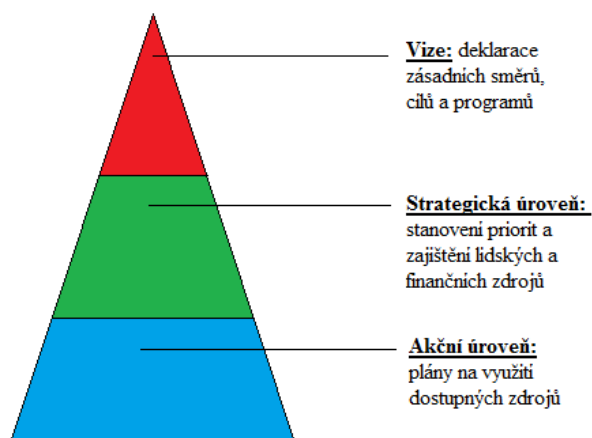 Vize: deklarace
zásadních směrů,
cílů a programů
Strategická úroveň:
stanovení priorit a
zajištění lidských a
finančních zdrojů
Akční úroveň:
plány na využití
dostupných zdrojů